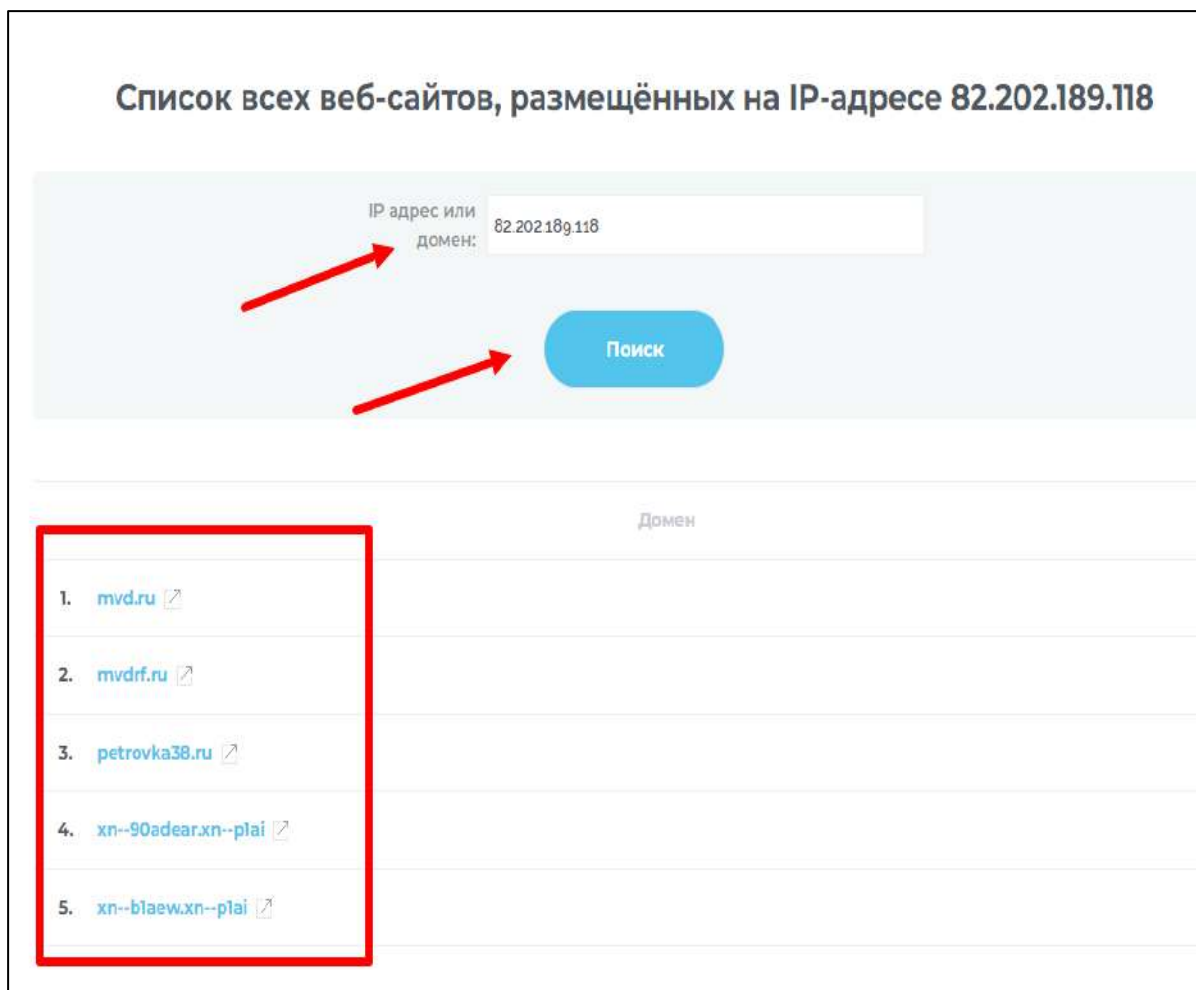 Список всех веб-сайтов, размещённых на IP-адресе 82.202.189.118
IP адрес или
домен:
82.202.189.118
Поиск
Домен
1. mvd.ru
2. mvdrf.ru
3. petrovka38.ru
4. xn--90adear.xn--p1ai
5. xn--b1aew.xn--p1ai